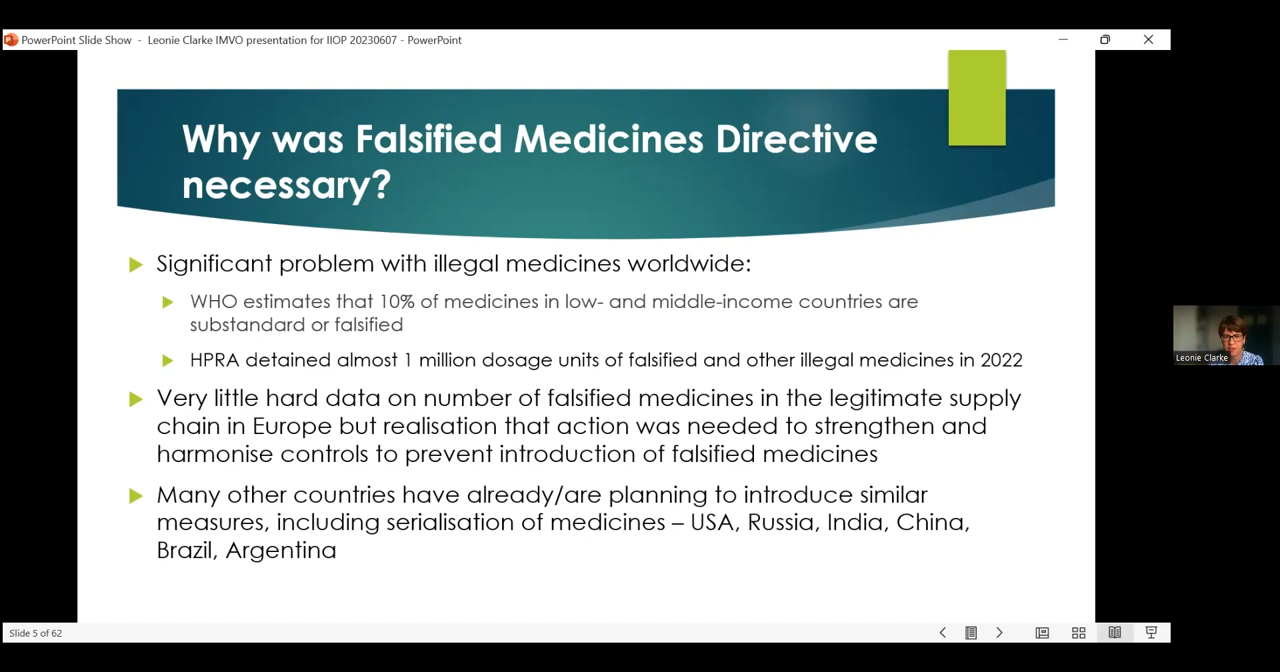 PowerPoint Slide Show - Leonie Clarke IMVO presentation for IIOP 20230607 - PowerPoint
Why was Falsified Medicines Directive
necessary?
Significant problem with illegal medicines worldwide:
WHO estimates that 10% of medicines in low- and middle-income countries are
substandard or falsified
HPRA detained almost 1 million dosage units of falsified and other illegal medicines in 2022
Very little hard data on number of falsified medicines in the legitimate supply
chain in Europe but realisation that action was needed to strengthen and
harmonise controls to prevent introduction of falsified medicines
Many other countries have already/are planning to introduce similar
measures, including serialisation of medicines – USA, Russia, India, China,
Brazil, Argentina
Leonie Clarke
Slide 5 of 62